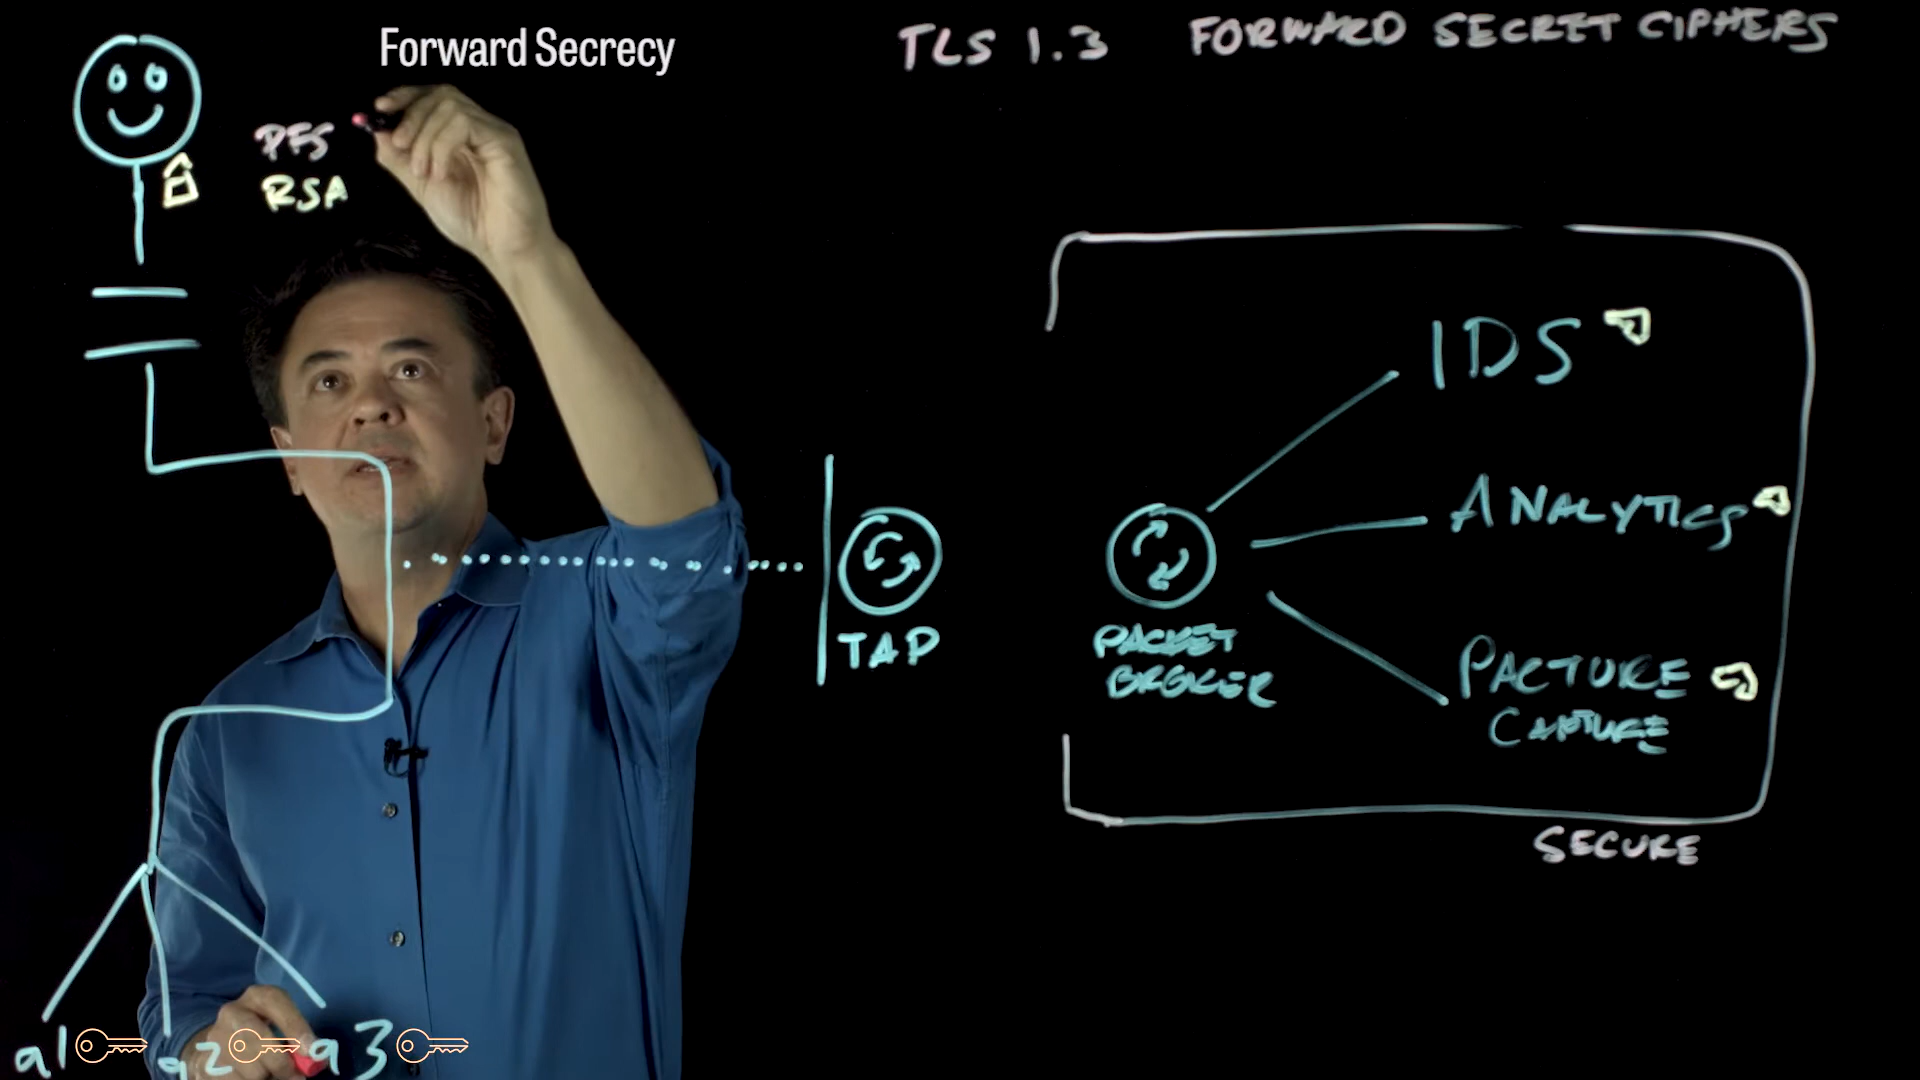 Forward Secrecy
TLS 1.3 FORWARD SECRET CIPHERS
PFS
RSA
IDS
ANALYTICS
TAP
PACKET
BROKER
PACTURE
CAPTURE
SECURE
a1
a2
a3